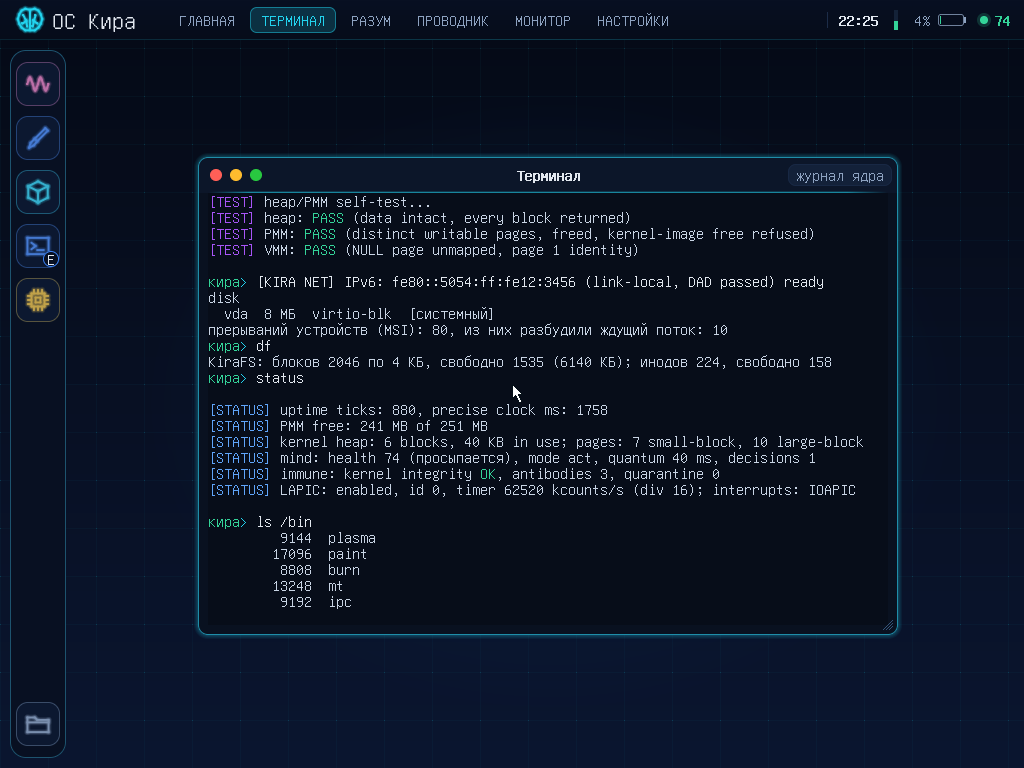 ОС Кира
ГЛАВНАЯ ТЕРМИНАЛ РАЗУМ ПРОВОДНИК МОНИТОР НАСТРОЙКИ
22:25 4% 74
E
Терминал
журнал ядра
[TEST] heap/PMM self-test...
[TEST] heap: PASS (data intact, every block returned)
[TEST] PMM: PASS (distinct writable pages, freed, kernel-image free refused)
[TEST] VMM: PASS (NULL page unmapped, page 1 identity)
кира> [KIRA NET] IPv6: fe80::5054:ff:fe12:3456 (link-local, DAD passed) ready
disk
vda 8 МБ virtio-blk [системный]
прерываний устройств (MSI): 80, из них разбудили ждущий поток: 10
кира> df
KiraFS: блоков 2046 по 4 КБ, свободно 1535 (6140 КБ); инодов 224, свободно 158
кира> status
[STATUS] uptime ticks: 880, precise clock ms: 1758
[STATUS] PMM free: 241 MB of 251 MB
[STATUS] kernel heap: 6 blocks, 40 KB in use; pages: 7 small-block, 10 large-block
[STATUS] mind: health 74 (просыпается), mode act, quantum 40 ms, decisions 1
[STATUS] immune: kernel integrity OK, antibodies 3, quarantine 0
[STATUS] LAPIC: enabled, id 0, timer 62520 kcounts/s (div 16); interrupts: IOAPIC
кира> ls /bin
9144 plasma
17096 paint
8808 burn
13248 mt
9192 ipc